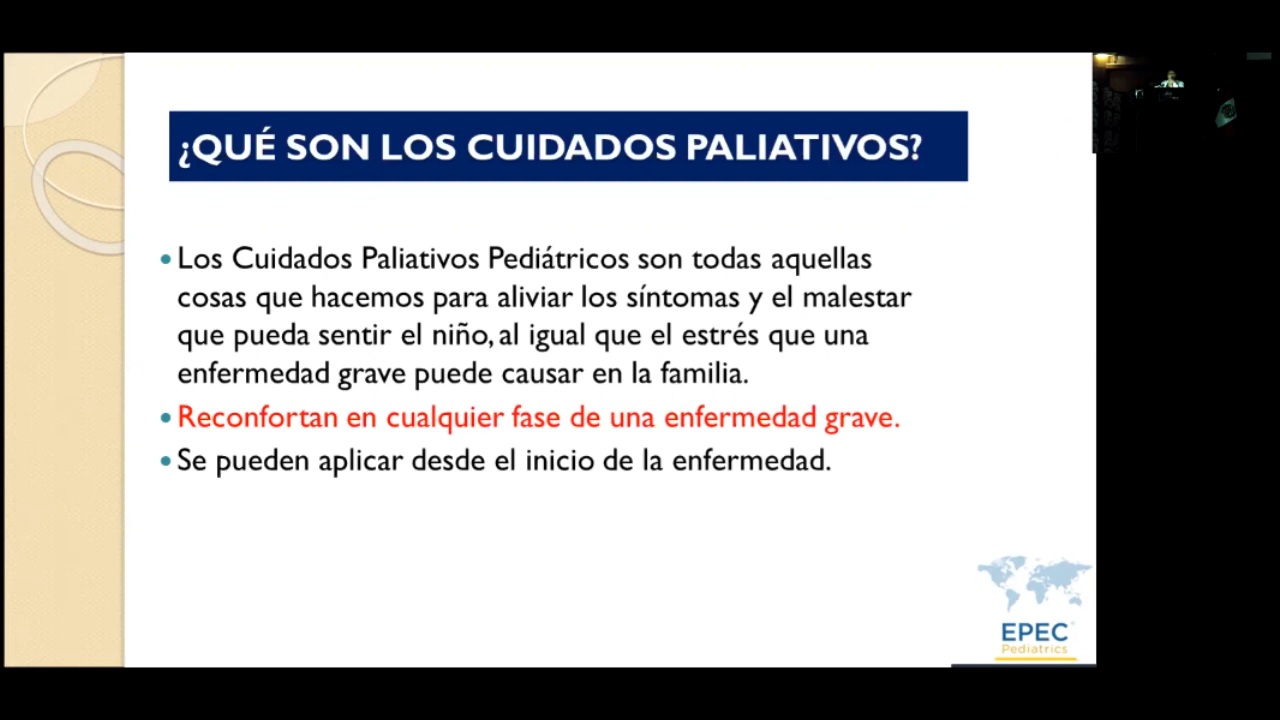 ¿QUÉ SON LOS CUIDADOS PALIATIVOS?
Los Cuidados Paliativos Pediátricos son todas aquellas
cosas que hacemos para aliviar los síntomas y el malestar
que pueda sentir el niño, al igual que el estrés que una
enfermedad grave puede causar en la familia.
Reconfortan en cualquier fase de una enfermedad grave.
Se pueden aplicar desde el inicio de la enfermedad.
EPEC
Pediatrics